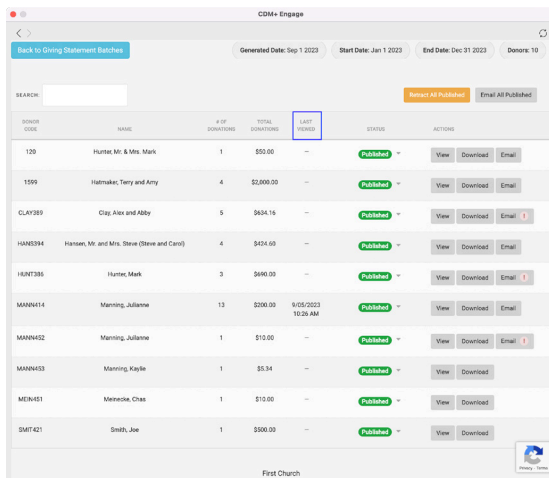 CDM+ Engage
Back to Giving Statement Batches
Generated Date: Sep 1 2023
Start Date: Jan 1 2023
End Date: Dec 31 2023
Donors: 10
SEARCH:
Retract All Published
Email All Published
DONOR CODE NAME # OF DONATIONS TOTAL DONATIONS LAST VIEWED STATUS ACTIONS
120 Hunter, Mr. & Mrs. Mark 1 $50.00 — Published View Download Email
1599 Hatmaker, Terry and Amy 4 $2,000.00 — Published View Download Email
CLAY389 Clay, Alex and Abby 5 $634.16 — Published View Download Email !
HANS394 Hansen, Mr. and Mrs. Steve (Steve and Carol) 4 $424.60 — Published View Download Email
HUNT386 Hunter, Mark 3 $690.00 — Published View Download Email !
MANN414 Manning, Julianne 13 $200.00 9/05/2023 10:26 AM Published View Download Email
MANN452 Manning, Julianne 1 $10.00 — Published View Download Email !
MANN453 Manning, Kaylie 1 $5.34 — Published View Download
MEIN451 Meinecke, Chas 1 $10.00 — Published View Download
SMIT421 Smith, Joe 1 $500.00 — Published View Download
Privacy - Terms
First Church